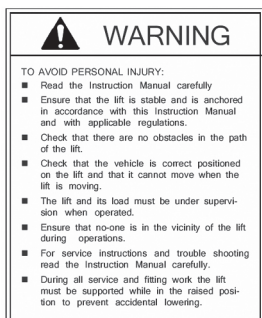 WARNING
TO AVOID PERSONAL INJURY:
■ Read the Instruction Manual carefully
■ Ensure that the lift is stable and is anchored
in accordance with this Instruction Manual
and with applicable regulations.
■ Check that there are no obstacles in the path
of the lift.
■ Check that the vehicle is correct positioned
on the lift and that it cannot move when the
lift is moving.
■ The lift and its load must be under supervi-
sion when operated.
■ Ensure that no-one is in the vicinity of the lift
during operations.
■ For service instructions and trouble shooting
read the Instruction Manual carefully.
■ During all service and fitting work the lift
must be supported while in the raised posi-
tion to prevent accidental lowering.